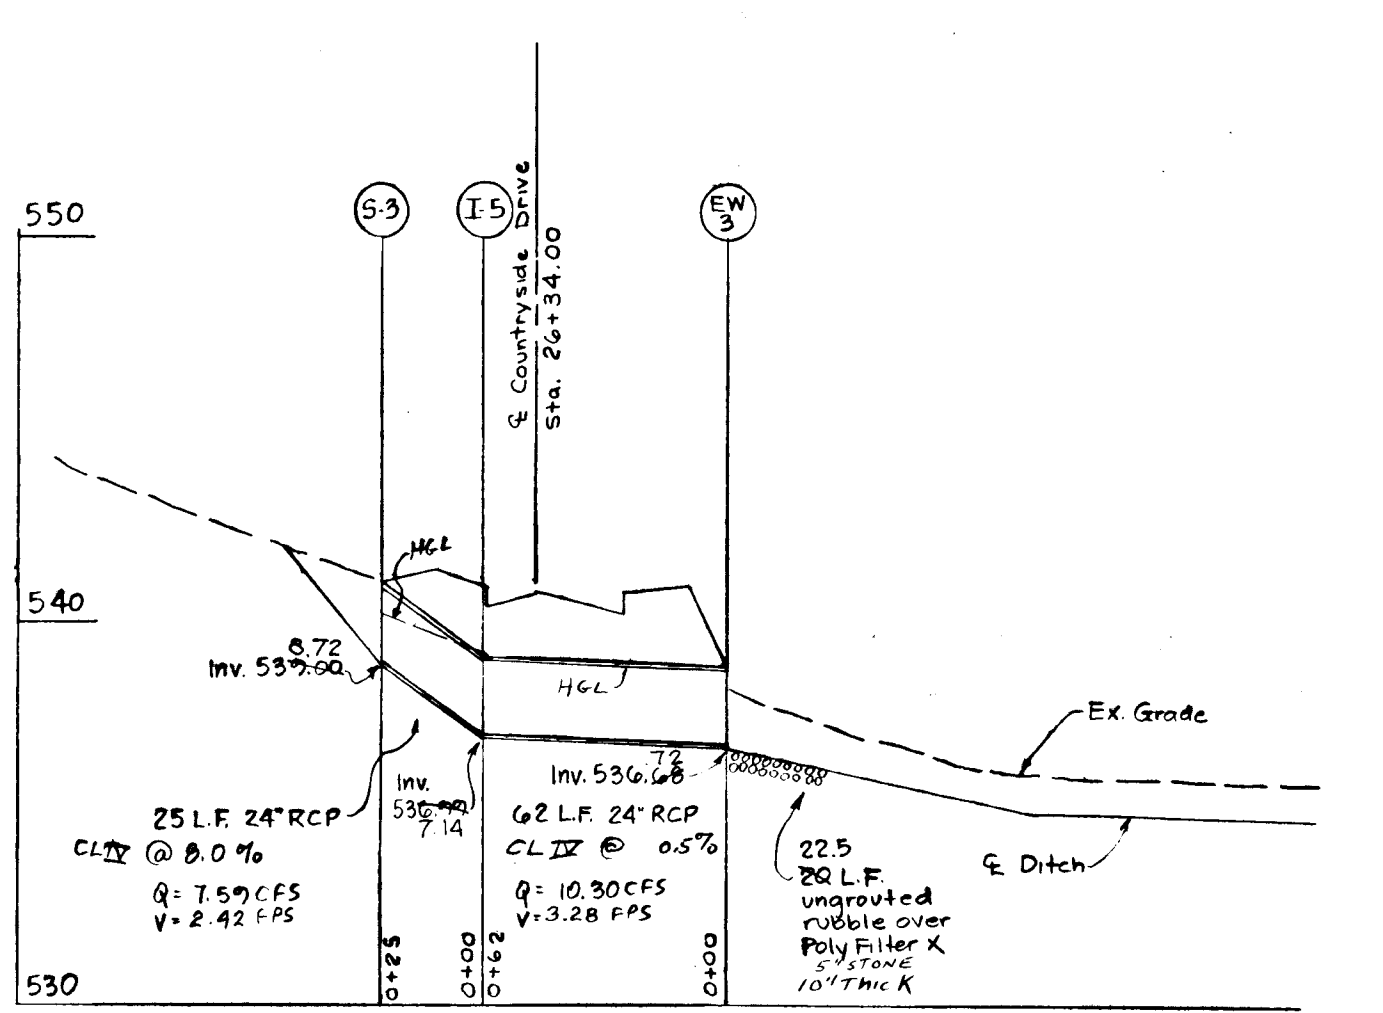 550
S-3
I-5
EW
3
℄ Countryside Drive
Sta. 26+34.00
HGL
540
8.72
Inv. 539.00
HGL
Ex. Grade
72
Inv. 536.68
Inv.
536.99
7.14
25 L.F. 24" RCP
CL IV @ 8.0 %
Q= 7.59 CFS
V= 2.42 FPS
62 L.F. 24" RCP
CL IV @ 0.5%
Q= 10.30 CFS
V= 3.28 FPS
℄ Ditch
22.5
20 L.F.
ungrouted
rubble over
Poly Filter X
5" STONE
10" Thick
0+25
0+00
0+62
0+00
530